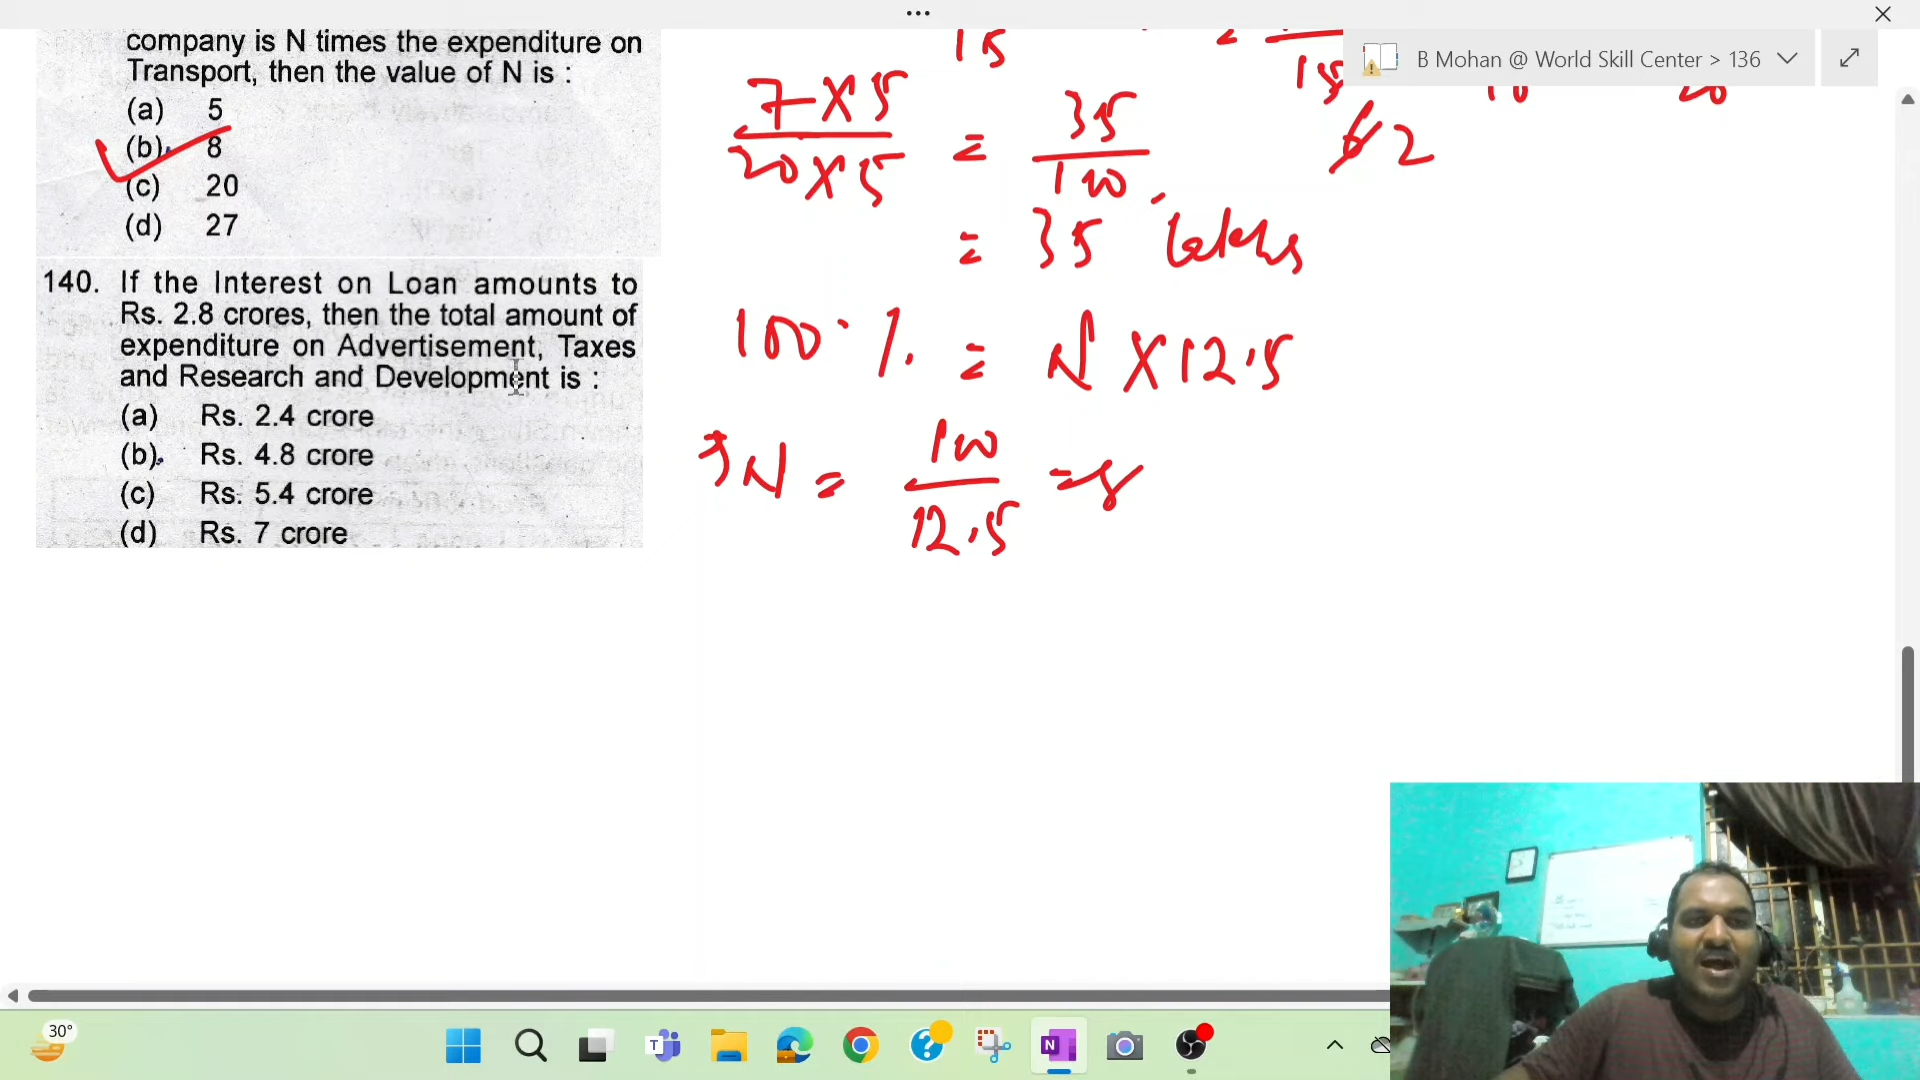 company is N times the expenditure on
Transport, then the value of N is :
(a) 5
(b) 8
(c) 20
(d) 27
140. If the Interest on Loan amounts to
Rs. 2.8 crores, then the total amount of
expenditure on Advertisement, Taxes
and Research and Development is :
(a) Rs. 2.4 crore
(b) Rs. 4.8 crore
(c) Rs. 5.4 crore
(d) Rs. 7 crore
B Mohan @ World Skill Center > 136
15
15
7 X 5
20 X 5
= 35
100
6 2
= 35 lakhs
100 % = N X 12.5
N = 100
12.5
= 8
30°